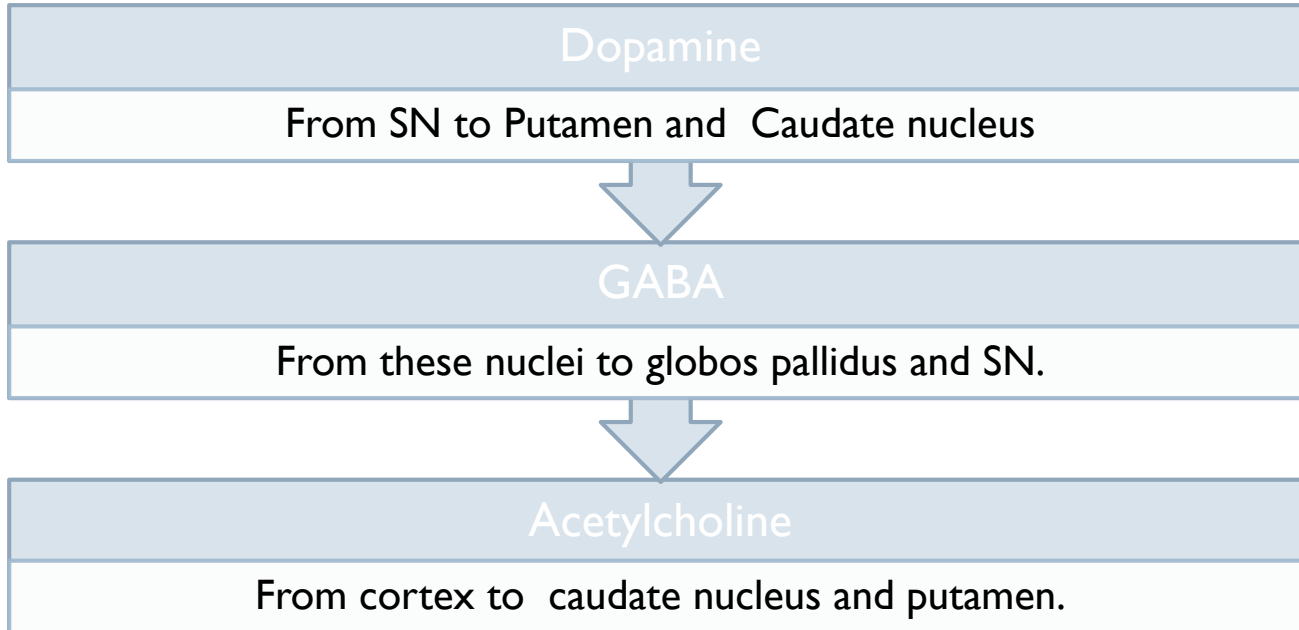 Dopamine
From SN to Putamen and Caudate nucleus
GABA
From these nuclei to globos pallidus and SN.
Acetylcholine
From cortex to caudate nucleus and putamen.